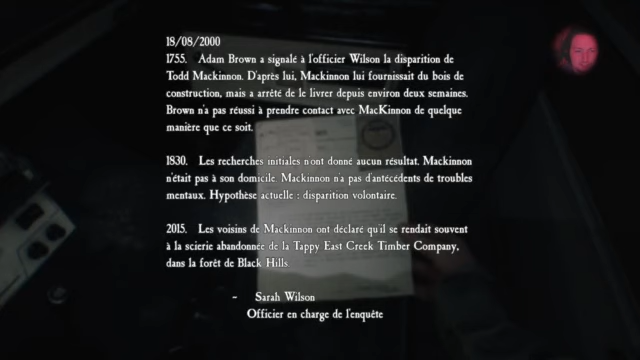 18/08/2000
1755. Adam Brown a signalé à l'officier Wilson la disparition de
Todd Mackinnon. D'après lui, Mackinnon lui fournissait du bois de
construction, mais a arrêté de le livrer depuis environ deux semaines.
Brown n'a pas réussi à prendre contact avec MacKinnon de quelque
manière que ce soit.
1830. Les recherches initiales n'ont donné aucun résultat. Mackinnon
n'était pas à son domicile. Mackinnon n'a pas d'antécédents de troubles
mentaux. Hypothèse actuelle : disparition volontaire.
2015. Les voisins de Mackinnon ont déclaré qu'il se rendait souvent
à la scierie abandonnée de la Tappy East Creek Timber Company,
dans la forêt de Black Hills.
- Sarah Wilson
Officier en charge de l'enquête